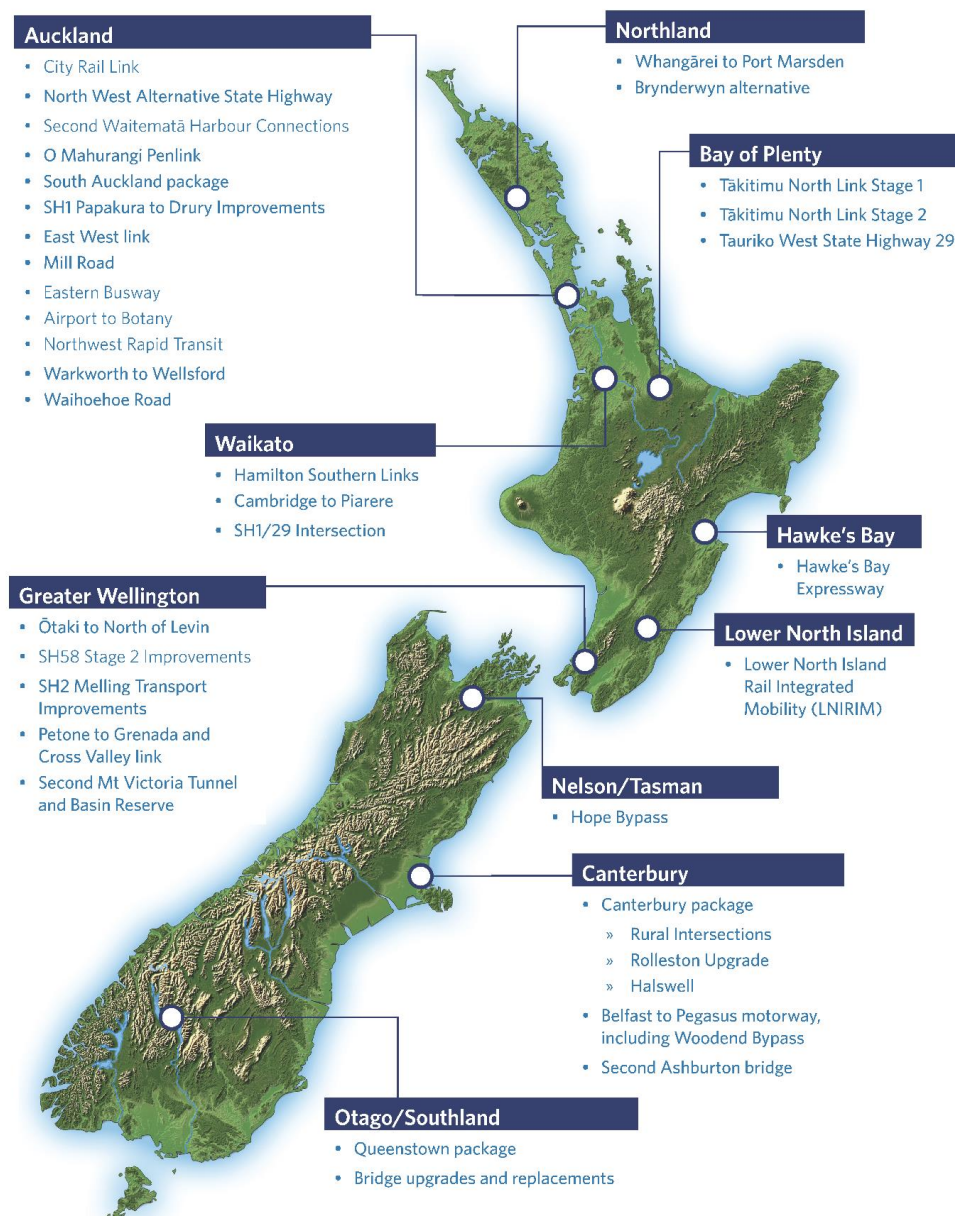 Auckland
• City Rail Link
• North West Alternative State Highway
• Second Waitematā Harbour Connections
• O Mahurangi Penlink
• South Auckland package
• SH1 Papakura to Drury Improvements
• East West link
• Mill Road
• Eastern Busway
• Airport to Botany
• Northwest Rapid Transit
• Warkworth to Wellsford
• Waihoehoe Road
Northland
• Whangārei to Port Marsden
• Brynderwyn alternative
Bay of Plenty
• Tākitimu North Link Stage 1
• Tākitimu North Link Stage 2
• Tauriko West State Highway 29
Waikato
• Hamilton Southern Links
• Cambridge to Piarere
• SH1/29 Intersection
Hawke's Bay
• Hawke's Bay
Expressway
Greater Wellington
• Ōtaki to North of Levin
• SH58 Stage 2 Improvements
• SH2 Melling Transport
Improvements
• Petone to Grenada and
Cross Valley link
• Second Mt Victoria Tunnel
and Basin Reserve
Lower North Island
• Lower North Island
Rail Integrated
Mobility (LNIRIM)
Nelson/Tasman
• Hope Bypass
Canterbury
• Canterbury package
» Rural Intersections
» Rolleston Upgrade
» Halswell
• Belfast to Pegasus motorway,
including Woodend Bypass
• Second Ashburton bridge
Otago/Southland
• Queenstown package
• Bridge upgrades and replacements